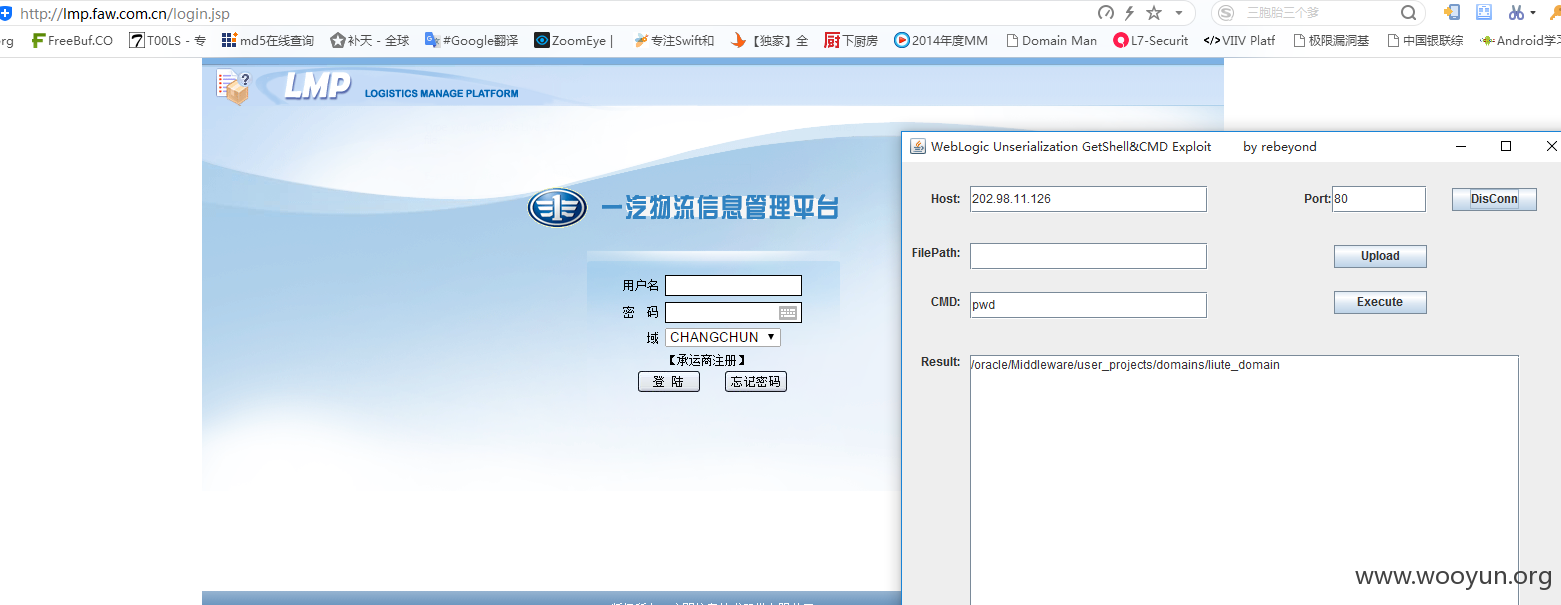 http://lmp.faw.com.cn/login.jsp
三胞胎三个爹
rg FreeBuf.CO T00LS - 专 md5在线查询 补天 - 全球 #Google翻译 ZoomEye | 专注Swift和 【独家】全 下厨房 2014年度MM Domain Man L7-Securit VIIV Platf 极限漏洞基 中国银联综 Android学习
LMP LOGISTICS MANAGE PLATFORM
一汽物流信息管理平台
用户名
密 码
域 CHANGCHUN
【承运商注册】
登 陆 忘记密码
WebLogic Unserialization GetShell&CMD Exploit by rebeyond
Host: 202.98.11.126 Port: 80 DisConn
FilePath: Upload
CMD: pwd Execute
Result: /oracle/Middleware/user_projects/domains/liute_domain
www.wooyun.org